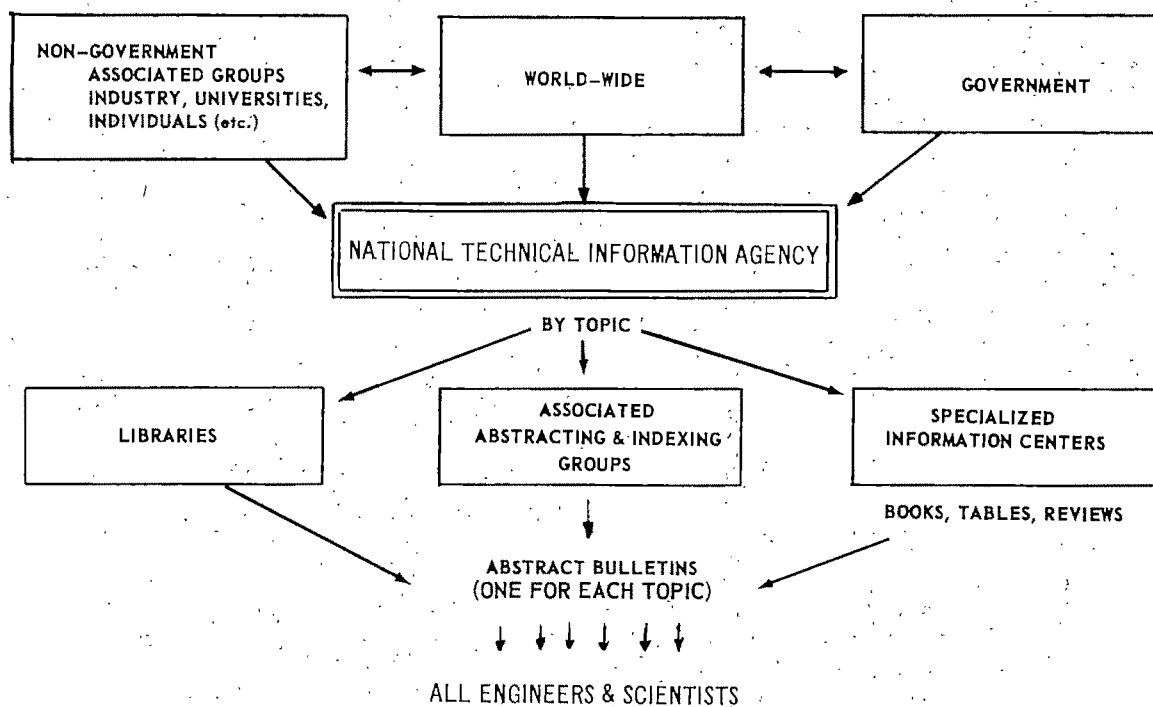 NON-GOVERNMENT
ASSOCIATED GROUPS
INDUSTRY, UNIVERSITIES,
INDIVIDUALS (etc.)
WORLD-WIDE
GOVERNMENT
NATIONAL TECHNICAL INFORMATION AGENCY
BY TOPIC
LIBRARIES
ASSOCIATED
ABSTRACTING & INDEXING
GROUPS
SPECIALIZED
INFORMATION CENTERS
BOOKS, TABLES, REVIEWS
ABSTRACT BULLETINS
(ONE FOR EACH TOPIC)
ALL ENGINEERS & SCIENTISTS